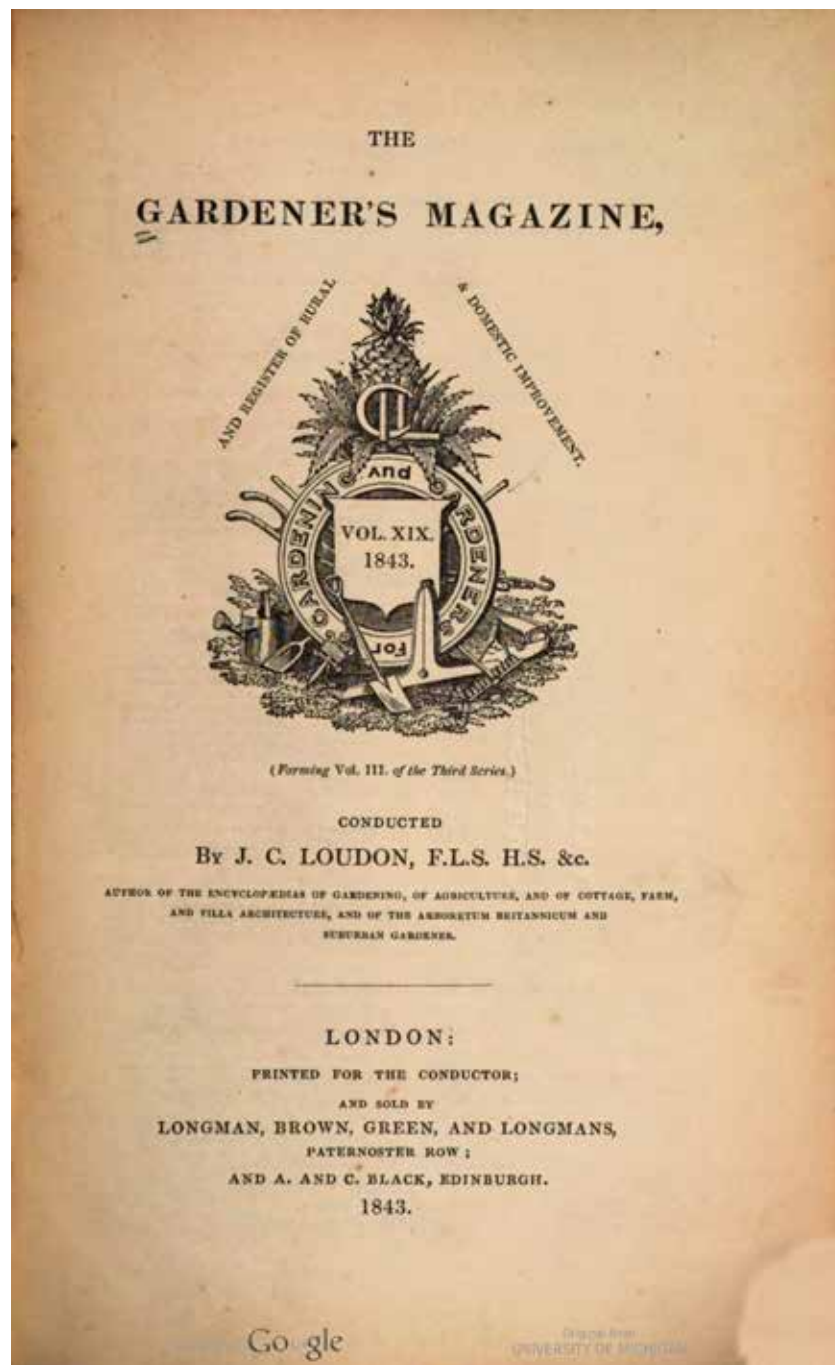 THE
GARDENER'S MAGAZINE,
AND REGISTER OF RURAL
& DOMESTIC IMPROVEMENT.
For GARDENING and GARDENERS
VOL. XIX.
1843.
(Forming Vol. III. of the Third Series.)
CONDUCTED
BY J. C. LOUDON, F.L.S. H.S. &c.
AUTHOR OF THE ENCYCLOPÆDIAS OF GARDENING, OF AGRICULTURE, AND OF COTTAGE, FARM,
AND VILLA ARCHITECTURE, AND OF THE ARBORETUM BRITANNICUM AND
SUBURBAN GARDENER.
LONDON:
PRINTED FOR THE CONDUCTOR;
AND SOLD BY
LONGMAN, BROWN, GREEN, AND LONGMANS,
PATERNOSTER ROW;
AND A. AND C. BLACK, EDINBURGH.
1843.
Google
Original from
UNIVERSITY OF MICHIGAN